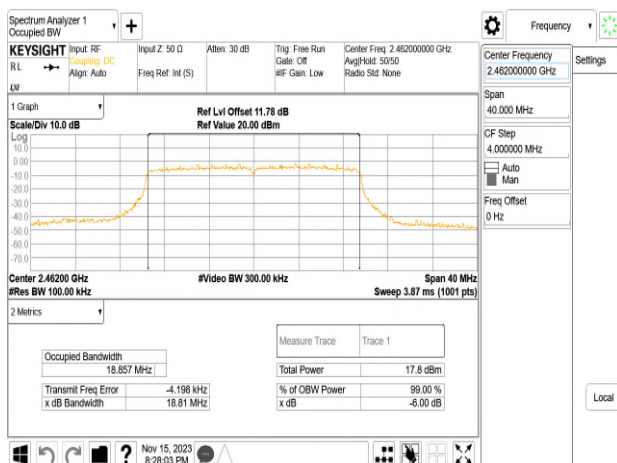 Spectrum Analyzer 1
Occupied BW
Frequency
KEYSIGHT
RL
LXI
Input: RF
Coupling: DC
Align: Auto
Input Z: 50 Ω
Freq Ref: Int (S)
Atten: 30 dB
Trig: Free Run
Gate: Off
#IF Gain: Low
Center Freq: 2.462000000 GHz
Avg|Hold: 50/50
Radio Std: None
Center Frequency
2.462000000 GHz
Settings
Span
40.000 MHz
CF Step
4.000000 MHz
Auto
Man
Freq Offset
0 Hz
Local
1 Graph
Scale/Div 10.0 dB
Ref Lvl Offset 11.78 dB
Ref Value 20.00 dBm
Log
10.0
0.00
-10.0
-20.0
-30.0
-40.0
-50.0
-60.0
-70.0
Center 2.46200 GHz
#Video BW 300.00 kHz
Span 40 MHz
#Res BW 100.00 kHz
Sweep 3.87 ms (1001 pts)
2 Metrics
Measure Trace
Trace 1
Occupied Bandwidth
18.857 MHz
Total Power
17.8 dBm
Transmit Freq Error
-4.198 kHz
% of OBW Power
99.00 %
x dB Bandwidth
18.81 MHz
x dB
-6.00 dB
?
Nov 15, 2023
8:28:03 PM